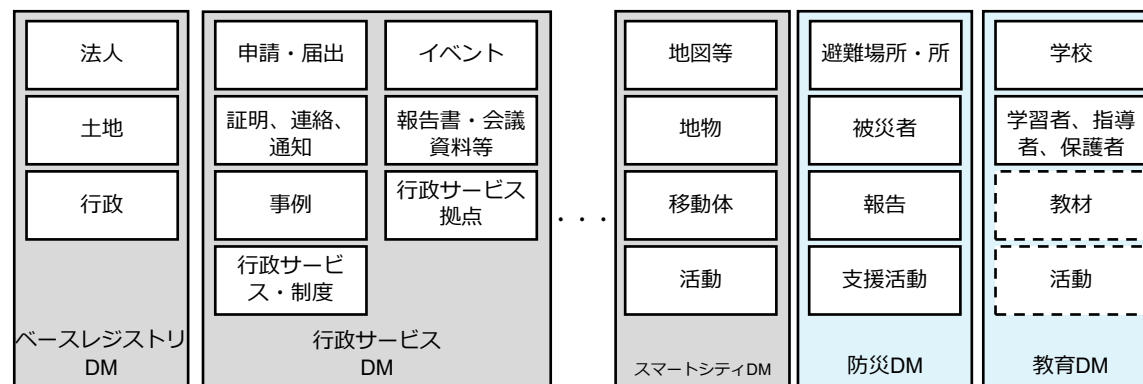 法人
土地
行政
ベースレジストリ
DM
申請・届出
証明、連絡、
通知
事例
行政サービ
ス・制度
イベント
報告書・会議
資料等
行政サービス
拠点
行政サービス
DM
・・・
地図等
地物
移動体
活動
スマートシティDM
避難場所・所
被災者
報告
支援活動
防災DM
学校
学習者、指導
者、保護者
教材
活動
教育DM